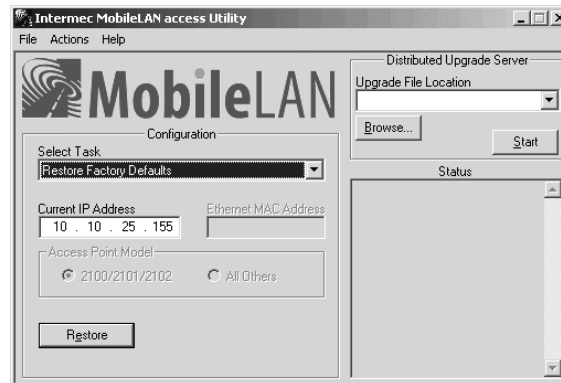 Intermec MobileLAN access Utility
File Actions Help
MobileLAN
Configuration
Select Task
Restore Factory Defaults
Current IP Address
Ethernet MAC Address
10 . 10 . 25 . 155
Access Point Model
2100/2101/2102
All Others
Restore
Distributed Upgrade Server
Upgrade File Location
Browse...
Start
Status